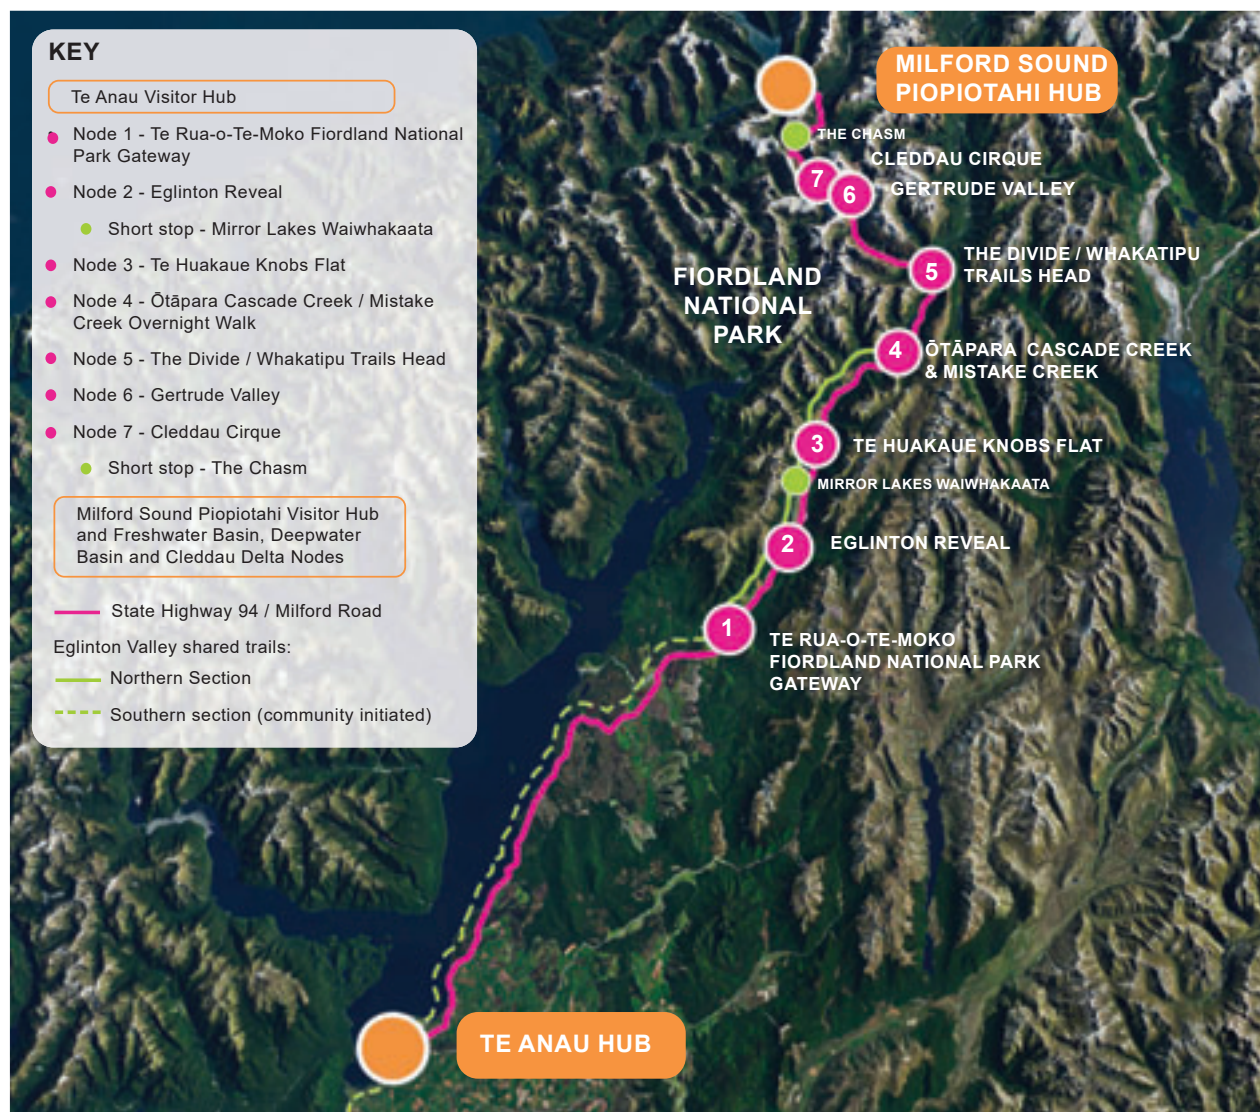 KEY
Te Anau Visitor Hub
Node 1 - Te Rua-o-Te-Moko Fiordland National
Park Gateway
Node 2 - Eglinton Reveal
Short stop - Mirror Lakes Waiwhakaata
Node 3 - Te Huakaue Knobs Flat
Node 4 - Ōtāpara Cascade Creek / Mistake
Creek Overnight Walk
Node 5 - The Divide / Whakatipu Trails Head
Node 6 - Gertrude Valley
Node 7 - Cleddau Cirque
Short stop - The Chasm
Milford Sound Piopiotahi Visitor Hub
and Freshwater Basin, Deepwater
Basin and Cleddau Delta Nodes
State Highway 94 / Milford Road
Eglinton Valley shared trails:
Northern Section
Southern section (community initiated)
MILFORD SOUND
PIOPIOTAHI HUB
THE CHASM
CLEDDAU CIRQUE
7
6
GERTRUDE VALLEY
5
THE DIVIDE / WHAKATIPU
TRAILS HEAD
FIORDLAND
NATIONAL
PARK
4
ŌTĀPARA CASCADE CREEK
& MISTAKE CREEK
3
TE HUAKAUE KNOBS FLAT
MIRROR LAKES WAIWHAKAATA
2
EGLINTON REVEAL
1
TE RUA-O-TE-MOKO
FIORDLAND NATIONAL PARK
GATEWAY
TE ANAU HUB